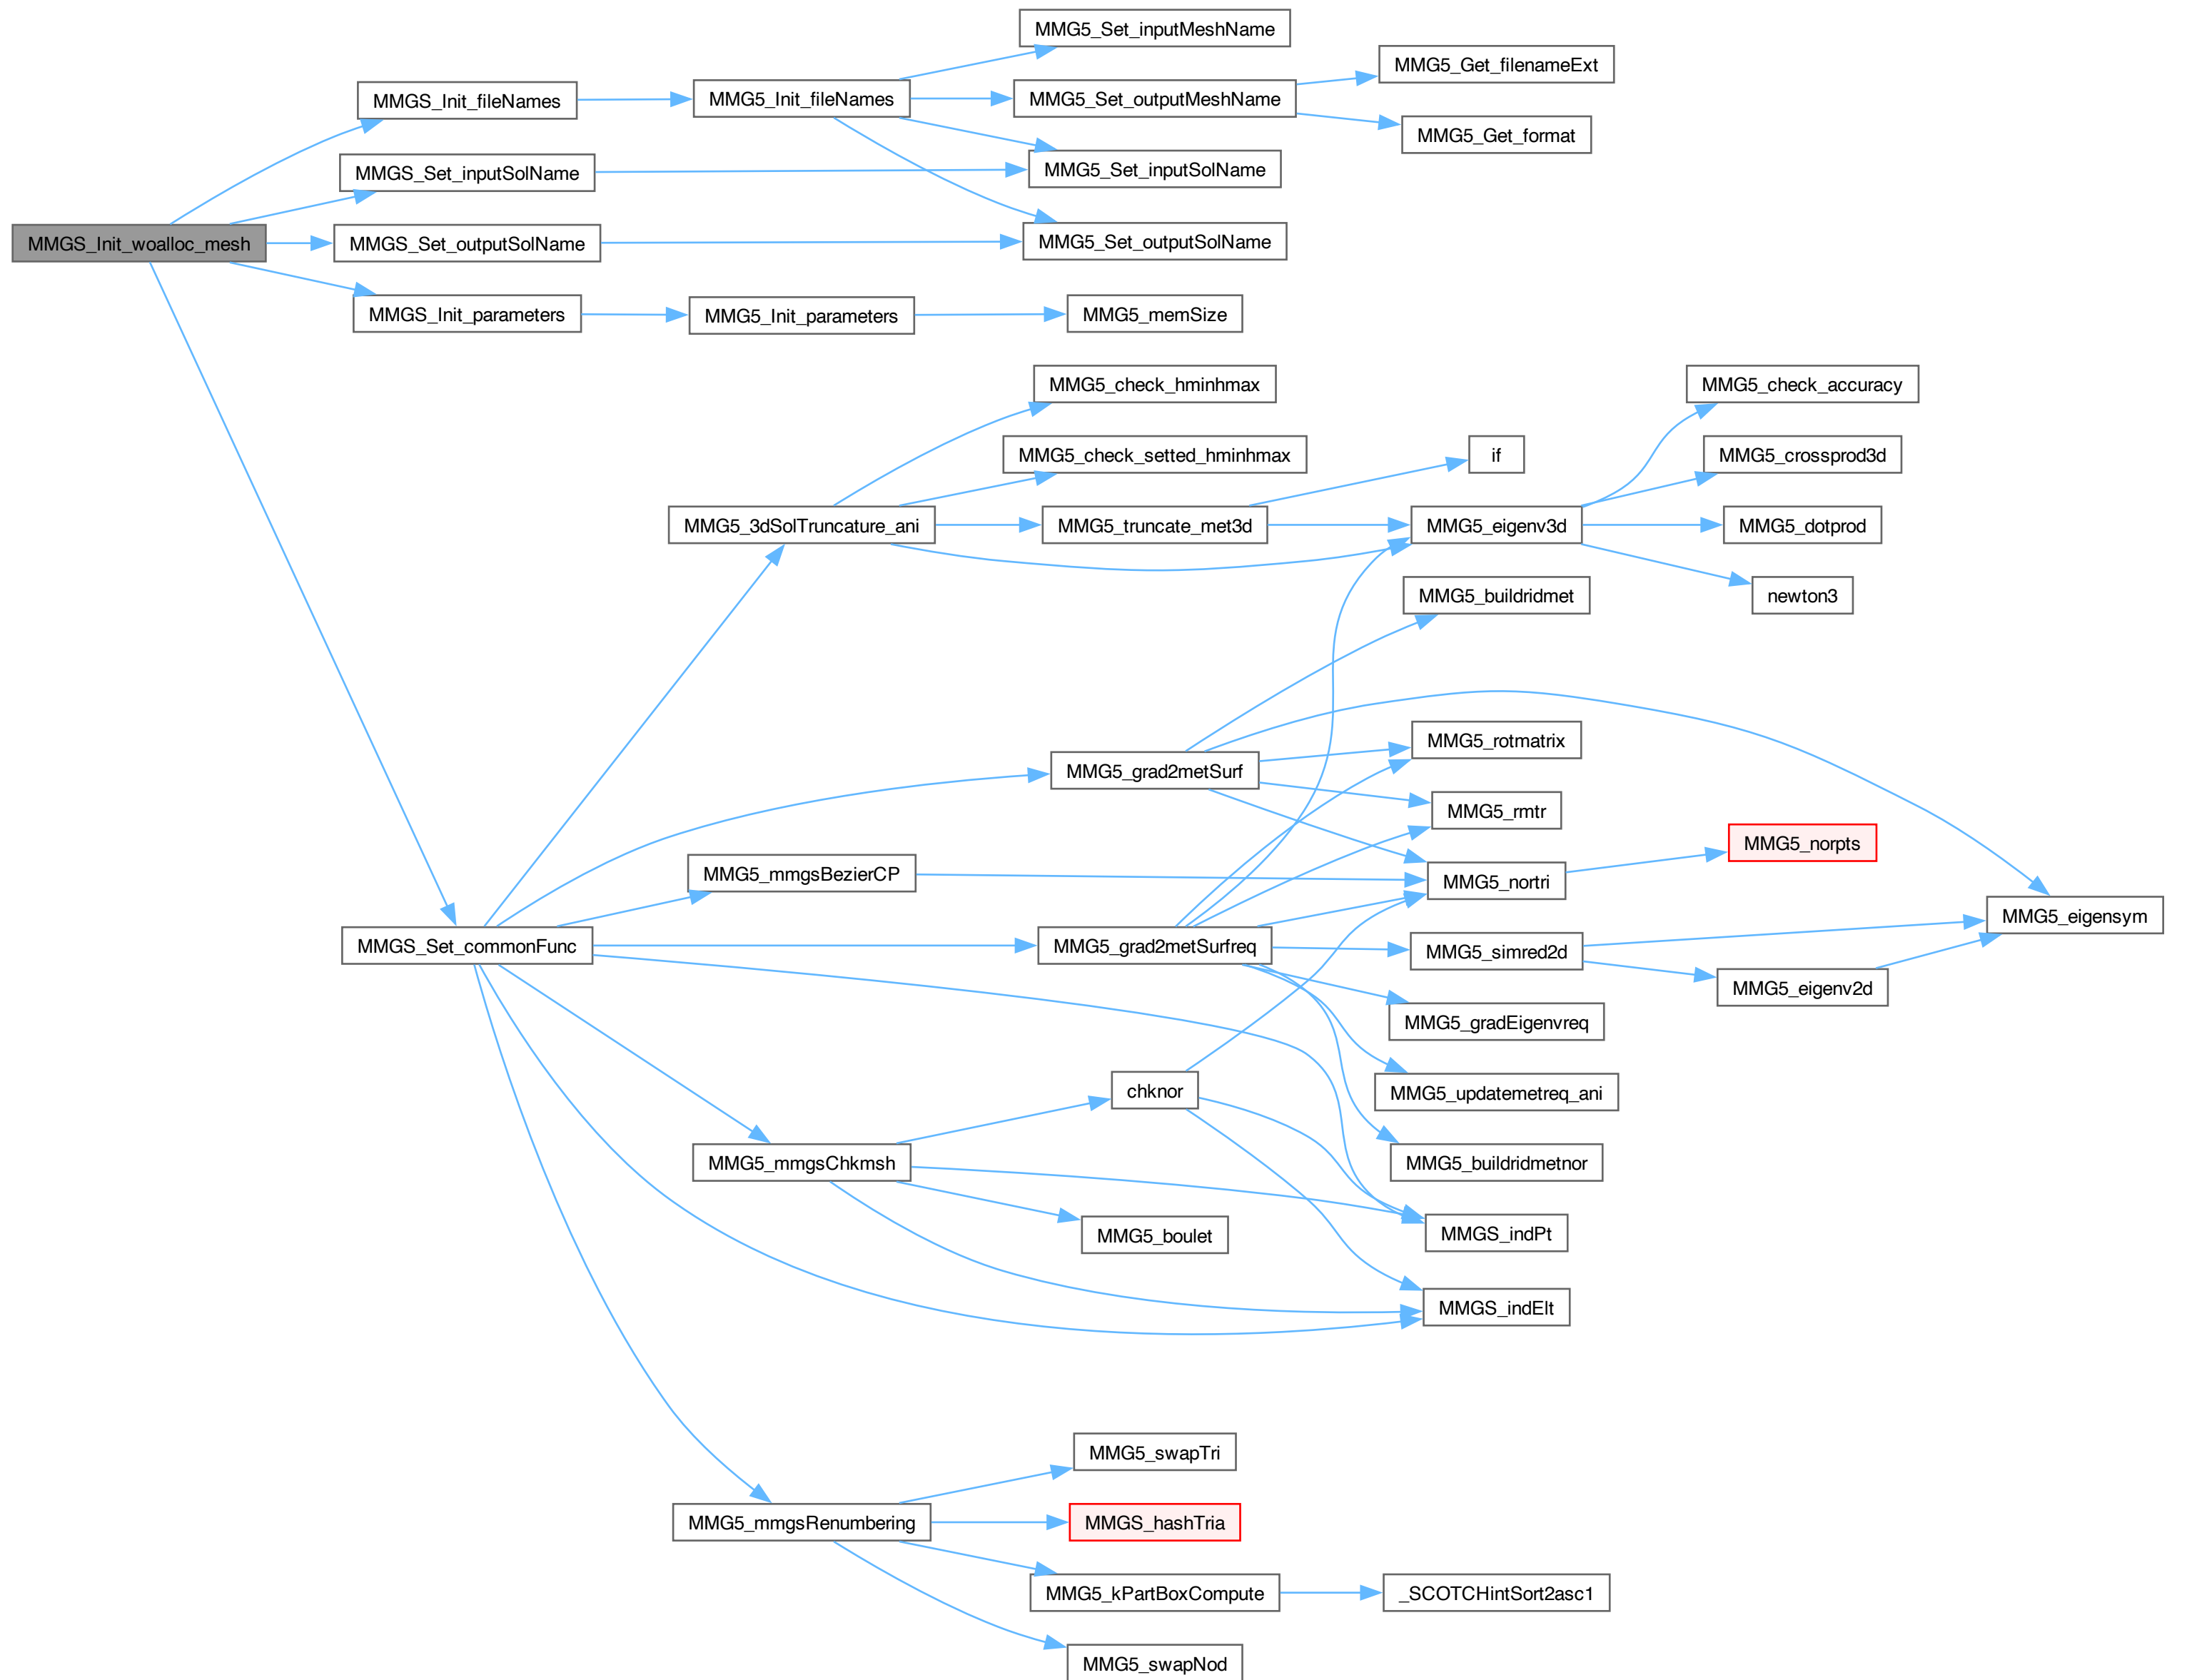 MMG5_Set_inputMeshName
MMG5_Get_filenameExt
MMGS_Init_fileNames
MMG5_Init_fileNames
MMG5_Set_outputMeshName
MMG5_Get_format
MMGS_Set_inputSolName
MMG5_Set_inputSolName
MMGS_Init_woalloc_mesh
MMGS_Set_outputSolName
MMG5_Set_outputSolName
MMGS_Init_parameters
MMG5_Init_parameters
MMG5_memSize
MMG5_check_hminhmax
MMG5_check_accuracy
MMG5_check_setted_hminhmax
if
MMG5_crossprod3d
MMG5_3dSolTruncature_ani
MMG5_truncate_met3d
MMG5_eigenv3d
MMG5_dotprod
MMG5_buildridmet
newton3
MMG5_rotmatrix
MMG5_grad2metSurf
MMG5_rmtr
MMG5_norpts
MMG5_mmgsBezierCP
MMG5_nortri
MMG5_eigensym
MMGS_Set_commonFunc
MMG5_grad2metSurfreq
MMG5_simred2d
MMG5_eigenv2d
MMG5_gradEigenvreq
chknor
MMG5_updatemetreq_ani
MMG5_mmgsChkmsh
MMG5_buildridmetnor
MMG5_boulet
MMGS_indPt
MMGS_indElt
MMG5_swapTri
MMG5_mmgsRenumbering
MMGS_hashTria
MMG5_kPartBoxCompute
_SCOTCHintSort2asc1
MMG5_swapNod